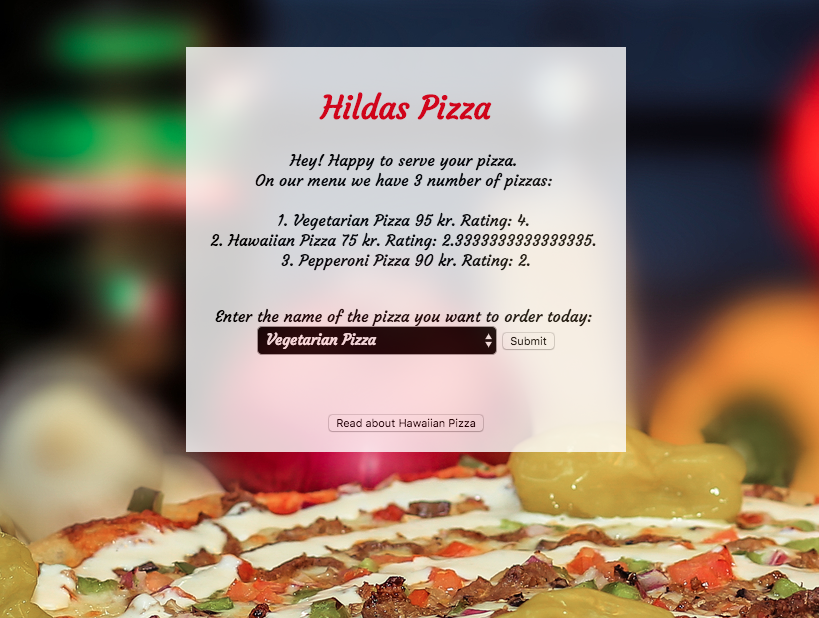 Hildas Pizza
Hey! Happy to serve your pizza.
On our menu we have 3 number of pizzas:
1. Vegetarian Pizza 95 kr. Rating: 4.
2. Hawaiian Pizza 75 kr. Rating: 2.3333333333333335.
3. Pepperoni Pizza 90 kr. Rating: 2.
Enter the name of the pizza you want to order today:
Vegetarian Pizza Submit
Read about Hawaiian Pizza